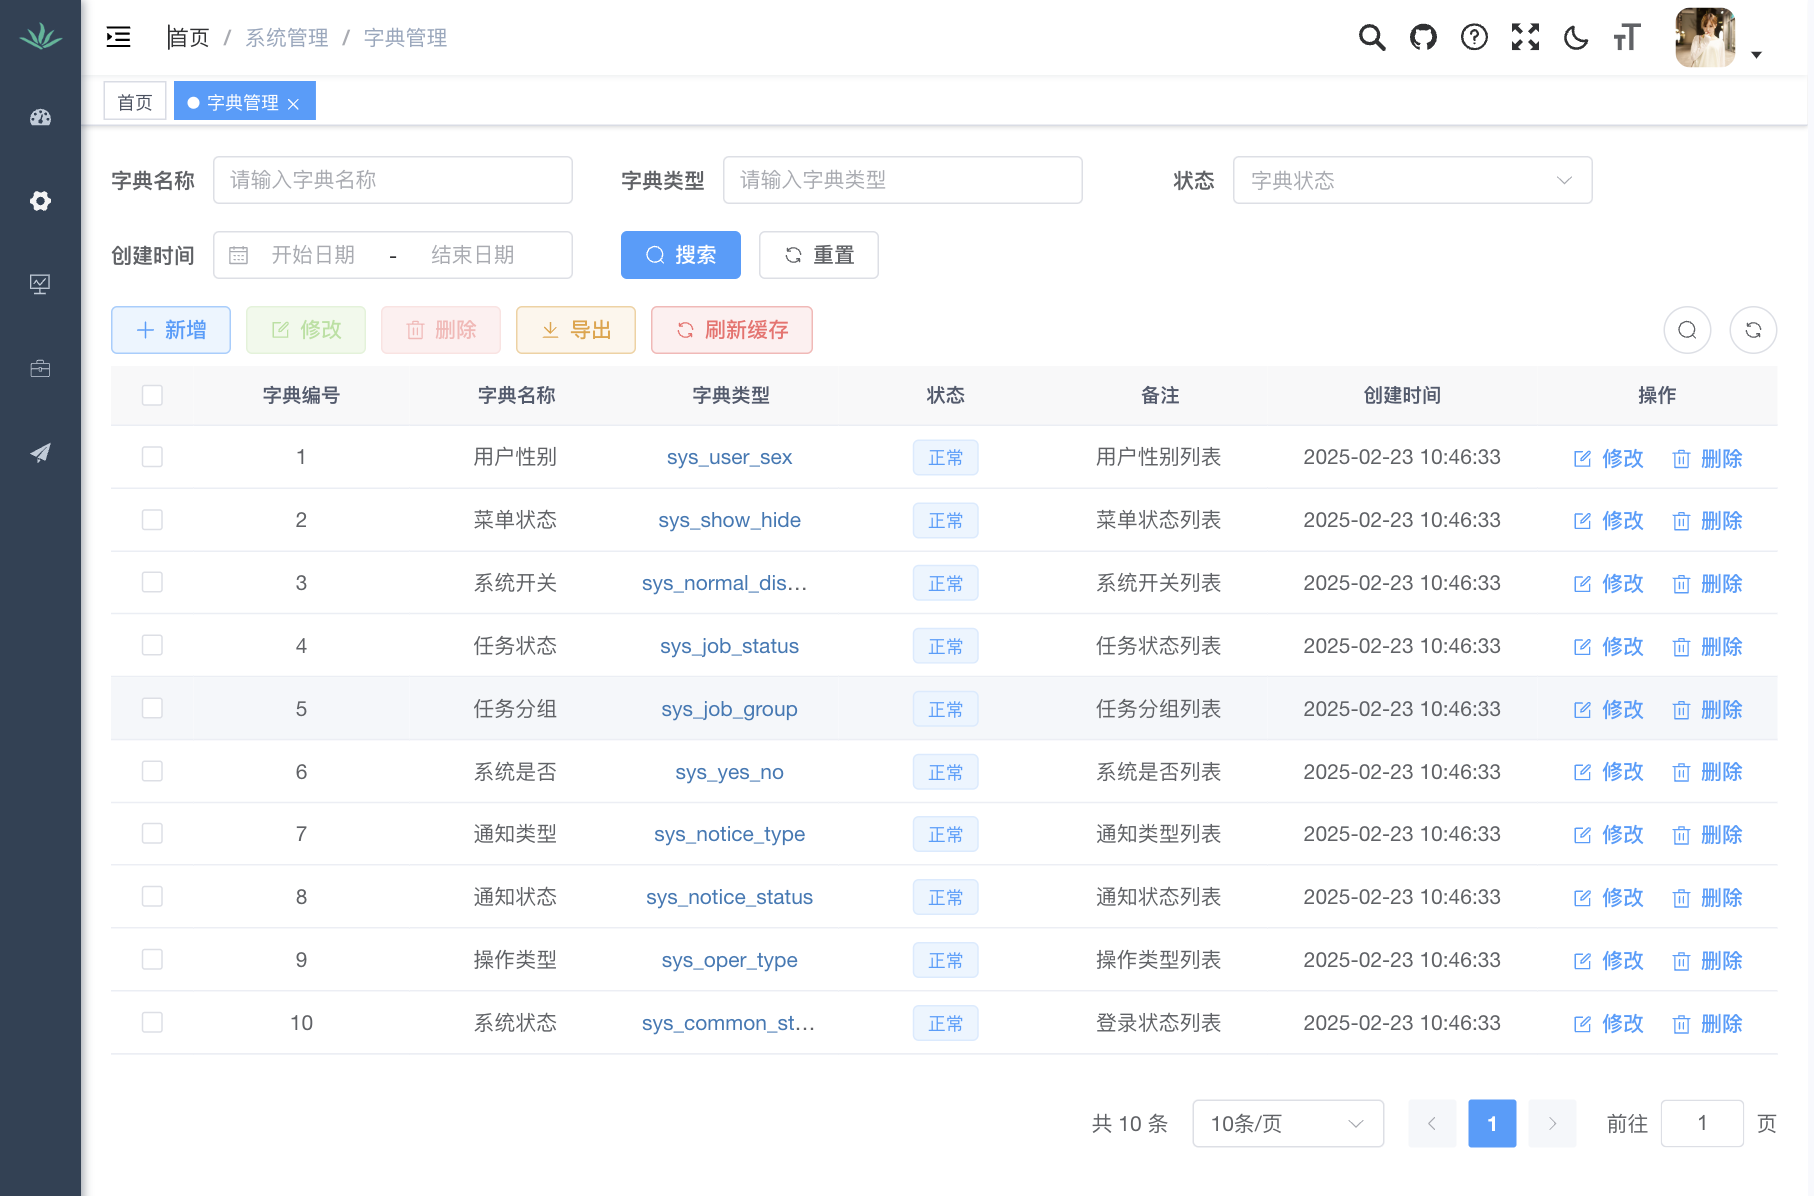 首页 / 系统管理 / 字典管理
首页 字典管理
字典名称 请输入字典名称 字典类型 请输入字典类型 状态 字典状态
创建时间 开始日期 - 结束日期 搜索 重置
新增 修改 删除 导出 刷新缓存
字典编号 字典名称 字典类型 状态 备注 创建时间 操作
1 用户性别 sys_user_sex 正常 用户性别列表 2025-02-23 10:46:33 修改 删除
2 菜单状态 sys_show_hide 正常 菜单状态列表 2025-02-23 10:46:33 修改 删除
3 系统开关 sys_normal_dis... 正常 系统开关列表 2025-02-23 10:46:33 修改 删除
4 任务状态 sys_job_status 正常 任务状态列表 2025-02-23 10:46:33 修改 删除
5 任务分组 sys_job_group 正常 任务分组列表 2025-02-23 10:46:33 修改 删除
6 系统是否 sys_yes_no 正常 系统是否列表 2025-02-23 10:46:33 修改 删除
7 通知类型 sys_notice_type 正常 通知类型列表 2025-02-23 10:46:33 修改 删除
8 通知状态 sys_notice_status 正常 通知状态列表 2025-02-23 10:46:33 修改 删除
9 操作类型 sys_oper_type 正常 操作类型列表 2025-02-23 10:46:33 修改 删除
10 系统状态 sys_common_st... 正常 登录状态列表 2025-02-23 10:46:33 修改 删除
共 10 条 10条/页 1 前往 1 页